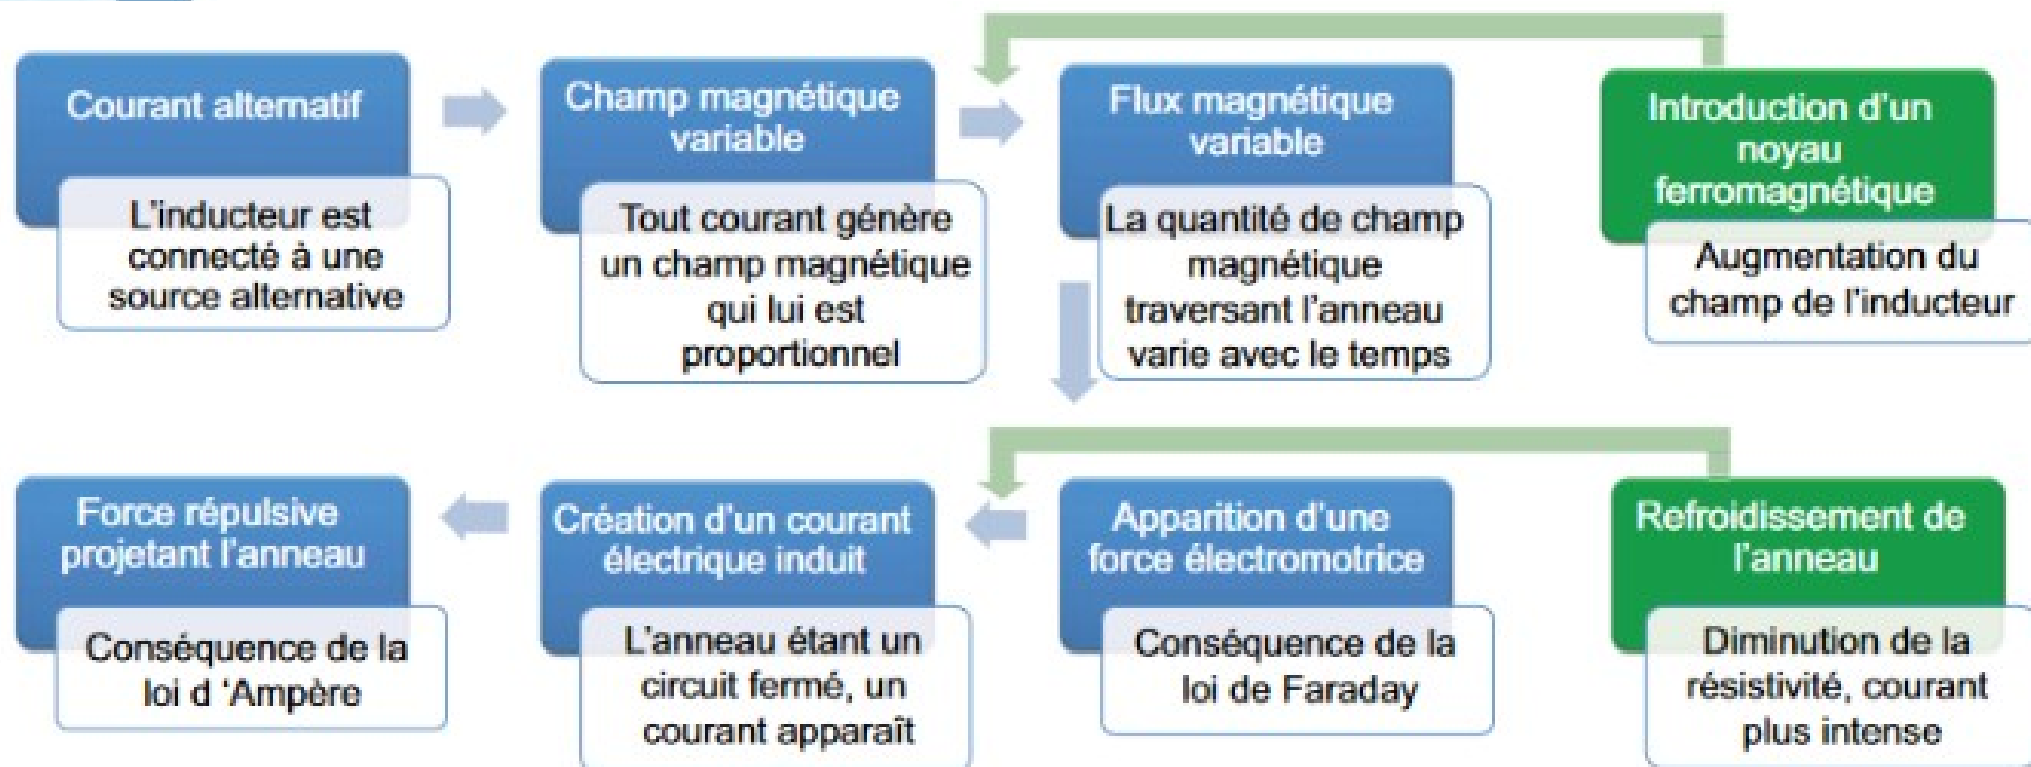 Courant alternatif
L'inducteur est
connecté à une
source alternative
Champ magnétique
variable
Tout courant génère
un champ magnétique
qui lui est
proportionnel
Flux magnétique
variable
La quantité de champ
magnétique
traversant l'anneau
varie avec le temps
Introduction d'un
noyau
ferromagnétique
Augmentation du
champ de l'inducteur
Force répulsive
projetant l'anneau
Conséquence de la
loi d 'Ampère
Création d'un courant
électrique induit
L'anneau étant un
circuit fermé, un
courant apparaît
Apparition d'une
force électromotrice
Conséquence de la
loi de Faraday
Refroidissement de
l'anneau
Diminution de la
résistivité, courant
plus intense